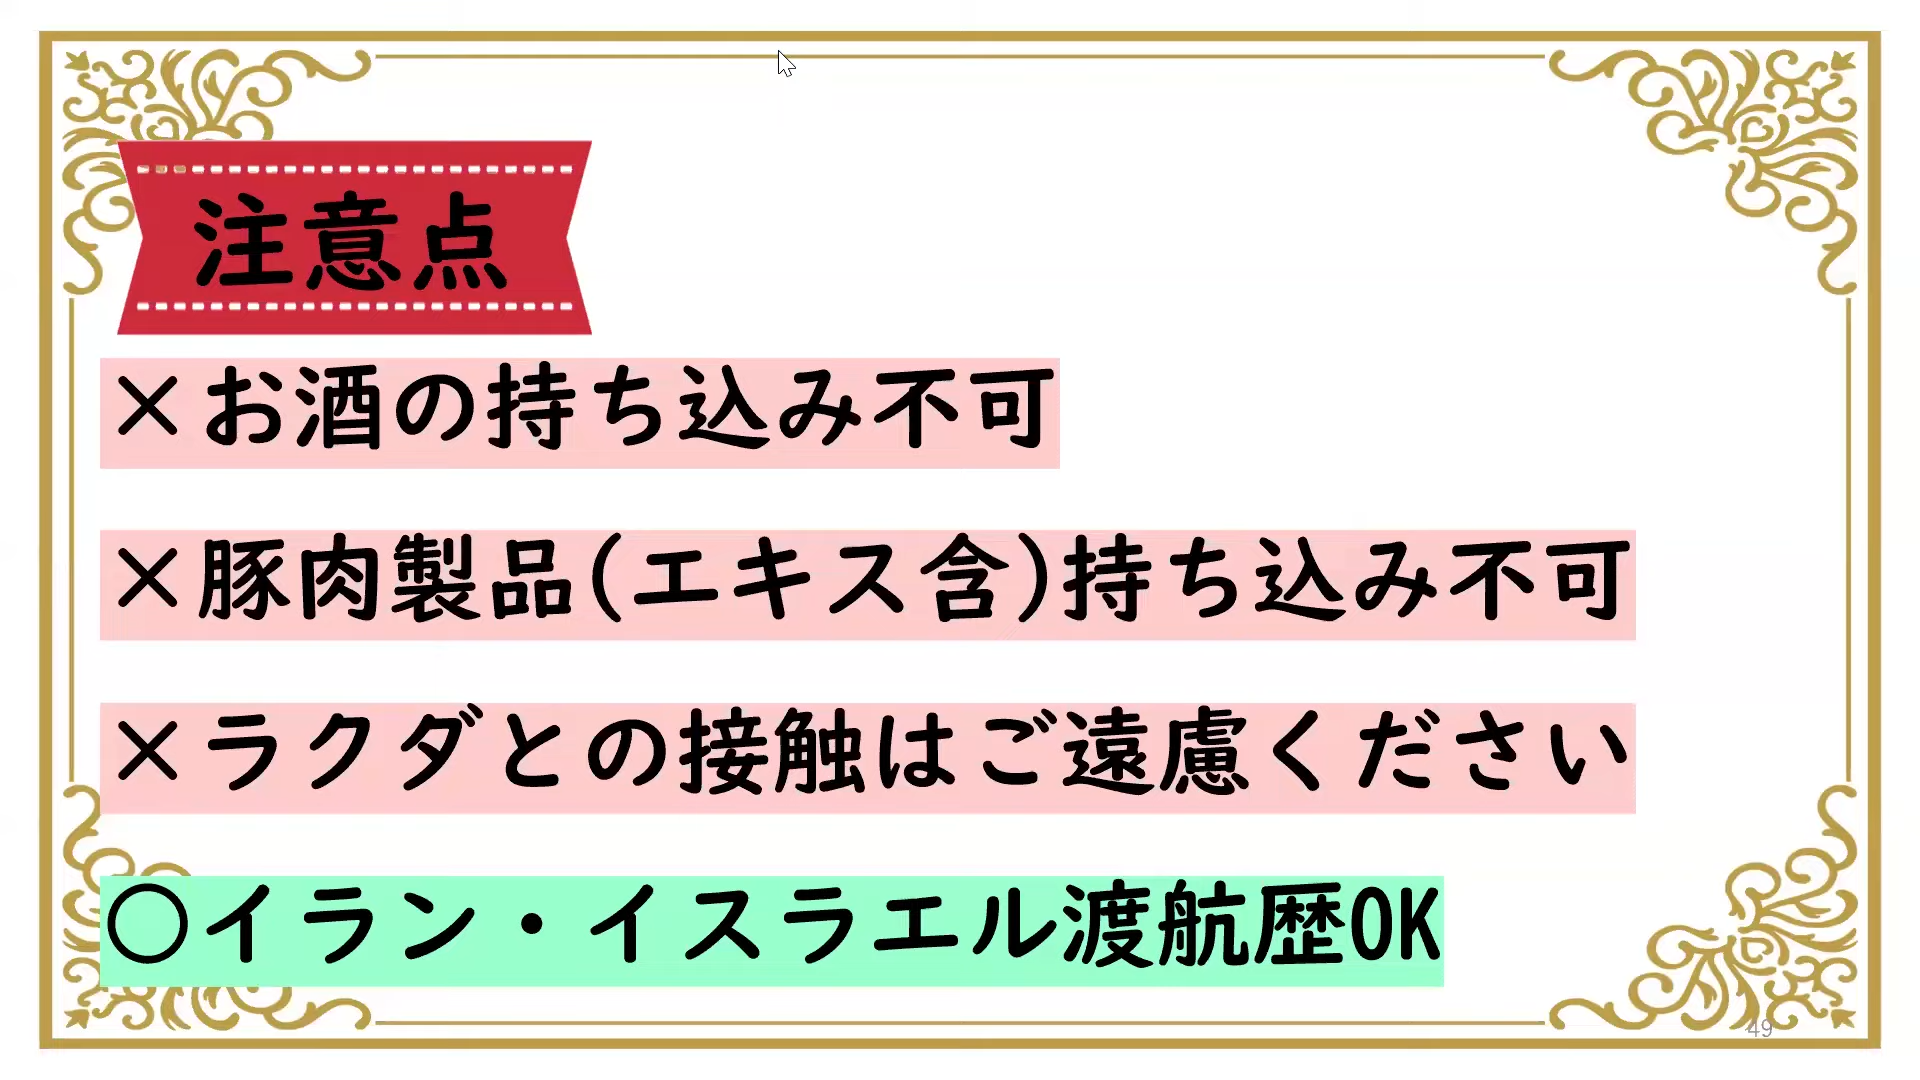 注意点
×お酒の持ち込み不可
×豚肉製品(エキス含)持ち込み不可
×ラクダとの接触はご遠慮ください
○イラン・イスラエル渡航歴OK
49